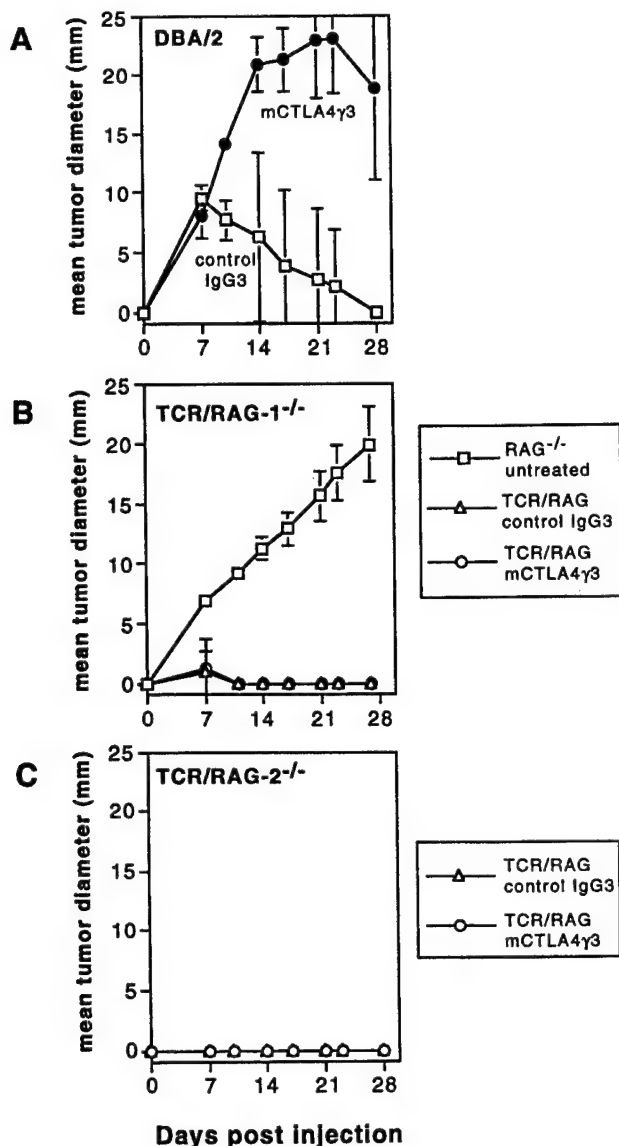 A
DBA/2
mean tumor diameter (mm)
25
20
15
10
5
0
mCTLA4γ3
control
IgG3
0 7 14 21 28
B
TCR/RAG-1-/-
mean tumor diameter (mm)
25
20
15
10
5
0
0 7 14 21 28
RAG-/-
untreated
TCR/RAG
control IgG3
TCR/RAG
mCTLA4γ3
C
TCR/RAG-2-/-
mean tumor diameter (mm)
25
20
15
10
5
0
0 7 14 21 28
TCR/RAG
control IgG3
TCR/RAG
mCTLA4γ3
Days post injection